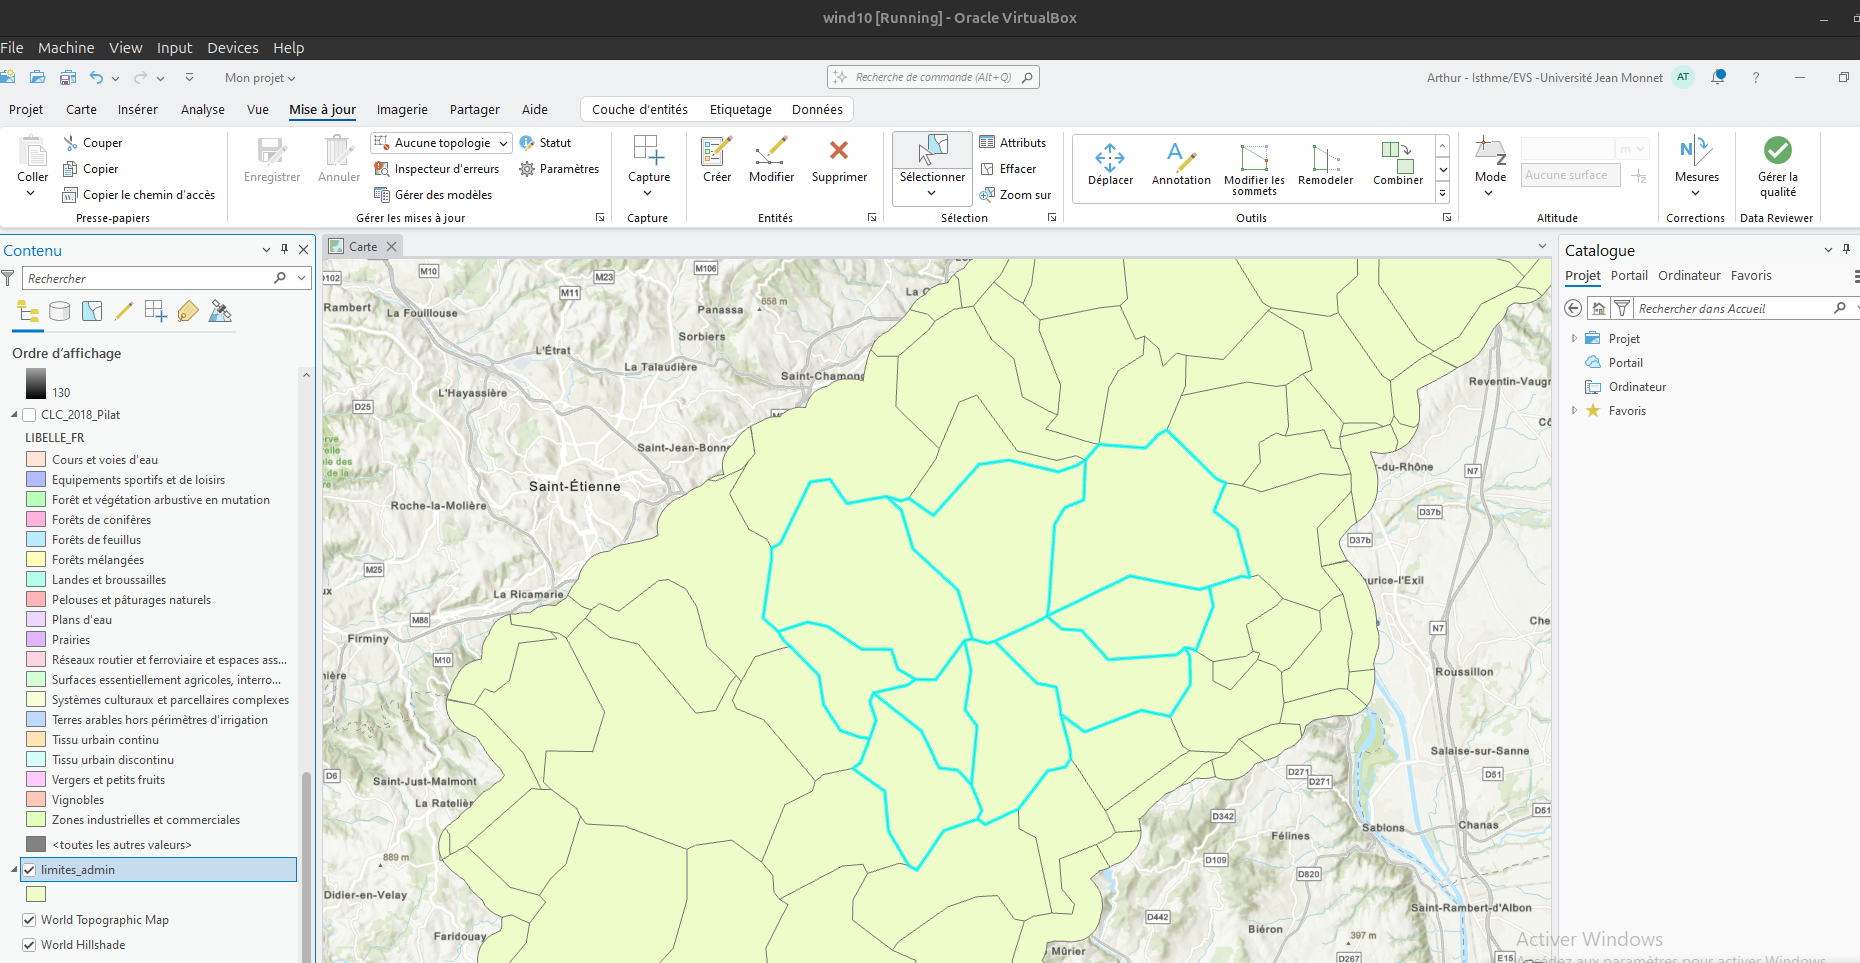 wind10 [Running] - Oracle VirtualBox
File Machine View Input Devices Help
Mon projet
Recherche de commande (Alt+Q)
Arthur - Isthme/EVS -Université Jean Monnet
AT
?
Projet Carte Insérer Analyse Vue Mise à jour Imagerie Partager Aide Couche d'entités Etiquetage Données
Coller
Couper
Copier
Copier le chemin d'accès
Presse-papiers
Enregistrer
Annuler
Aucune topologie
Inspecteur d'erreurs
Gérer des modèles
Statut
Paramètres
Gérer les mises à jour
Capture
Capture
Créer
Modifier
Supprimer
Entités
Sélectionner
Attributs
Effacer
Zoom sur
Sélection
Déplacer
Annotation
Modifier les sommets
Remodeler
Combiner
Outils
Mode
m
Aucune surface
Altitude
Mesures
Corrections
Gérer la qualité
Data Reviewer
Contenu
Rechercher
Ordre d'affichage
130
CLC_2018_Pilat
LIBELLE_FR
Cours et voies d'eau
Equipements sportifs et de loisirs
Forêt et végétation arbustive en mutation
Forêts de conifères
Forêts de feuillus
Forêts mélangées
Landes et broussailles
Pelouses et pâturages naturels
Plans d'eau
Prairies
Réseaux routier et ferroviaire et espaces ass...
Surfaces essentiellement agricoles, interro...
Systèmes culturaux et parcellaires complexes
Terres arables hors périmètres d'irrigation
Tissu urbain continu
Tissu urbain discontinu
Vergers et petits fruits
Vignobles
Zones industrielles et commerciales
<toutes les autres valeurs>
limites_admin
World Topographic Map
World Hillshade
Carte
D102
M10
M23
M106
M11
658 m
Rambert
La Fouillouse
Panassa
Sorbiers
L'Étrat
La Talaudière
Saint-Chamond
L'Hayassière
D25
Saint-Jean-Bonne
Saint-Étienne
Roche-la-Molière
M25
La Ricamarie
M88
Firminy
M10
D6
Saint-Just-Malmont
La Ratelièr
889 m
Didier-en-Velay
Faridouay
Reventin-Vaugr
-du-Rhône
N7
D37b
D37b
urice-l'Exil
N7
Che
Roussillon
Salaise-sur-Sanne
D271
D271
D51
D51
D342
Félines
Sablons
Chanas
D109
D820
Saint-Rambert-d'Albon
D442
Biéron
397 m
Mûrier
D267
E15
Catalogue
Projet Portail Ordinateur Favoris
Rechercher dans Accueil
Projet
Portail
Ordinateur
Favoris
Activer Windows
Accédez aux paramètres pour activer Windows.